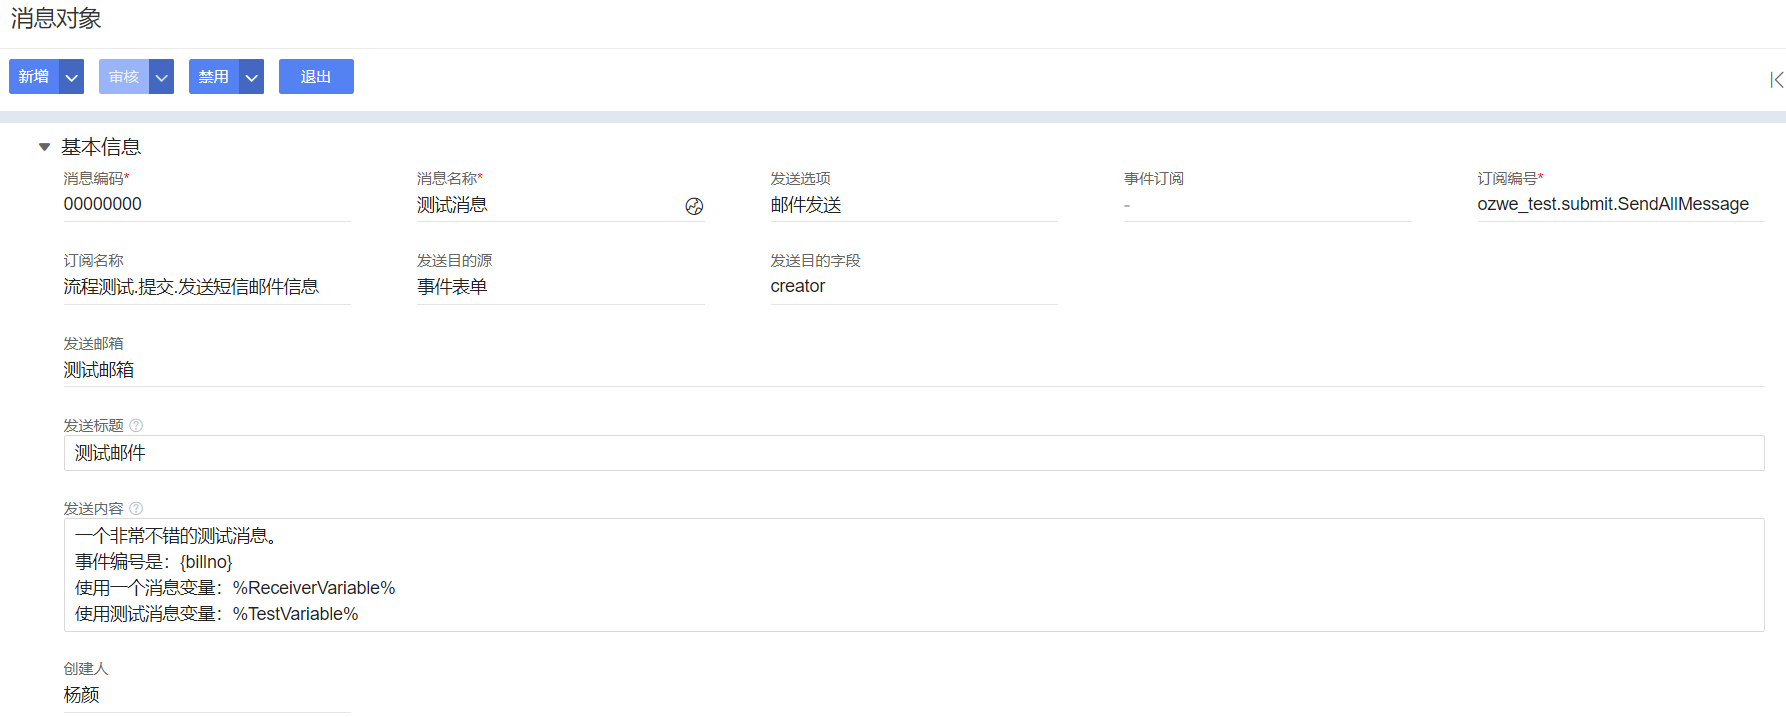 消息对象
新增 审核 禁用 退出
基本信息
消息编码* 消息名称* 发送选项 事件订阅 订阅编号*
00000000 测试消息 邮件发送 - ozwe_test.submit.SendAllMessage
订阅名称 发送目的源 发送目的字段
流程测试.提交.发送短信邮件信息 事件表单 creator
发送邮箱
测试邮箱
发送标题
测试邮件
发送内容
一个非常不错的测试消息。
事件编号是：{billno}
使用一个消息变量：%ReceiverVariable%
使用测试消息变量：%TestVariable%
创建人
杨颜